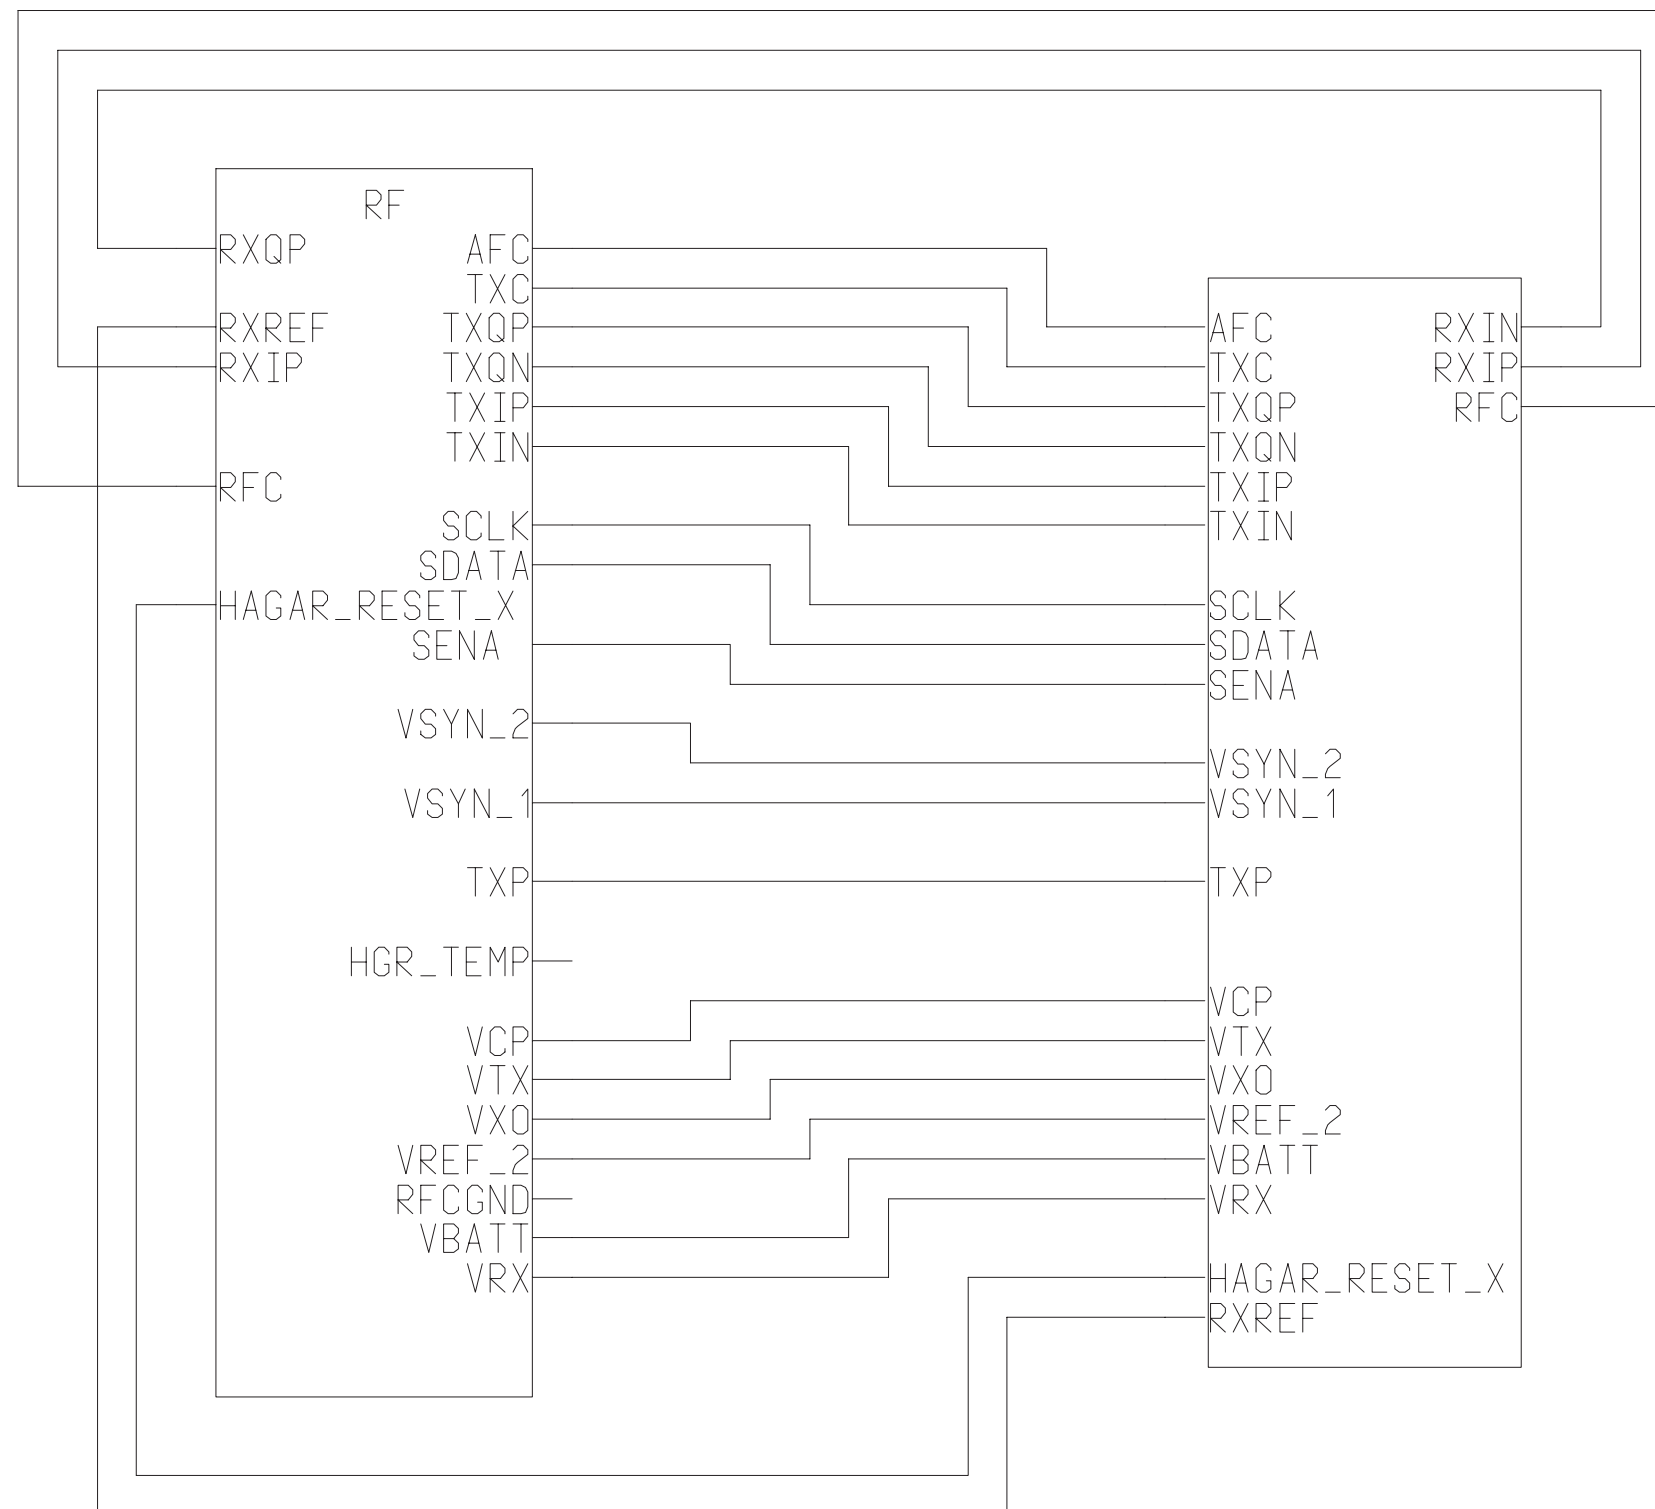 RF
RXQP
AFC
TXC
RXREF
TXQP
RXIP
TXQN
TXIP
TXIN
RFC
SCLK
SDATA
HAGAR_RESET_X
SENA
VSYN_2
VSYN_1
TXP
HGR_TEMP
VCP
VTX
VXO
VREF_2
RFCGND
VBATT
VRX
AFC
RXIN
TXC
RXIP
TXQP
RFC
TXQN
TXIP
TXIN
SCLK
SDATA
SENA
VSYN_2
VSYN_1
TXP
VCP
VTX
VXO
VREF_2
VBATT
VRX
HAGAR_RESET_X
RXREF